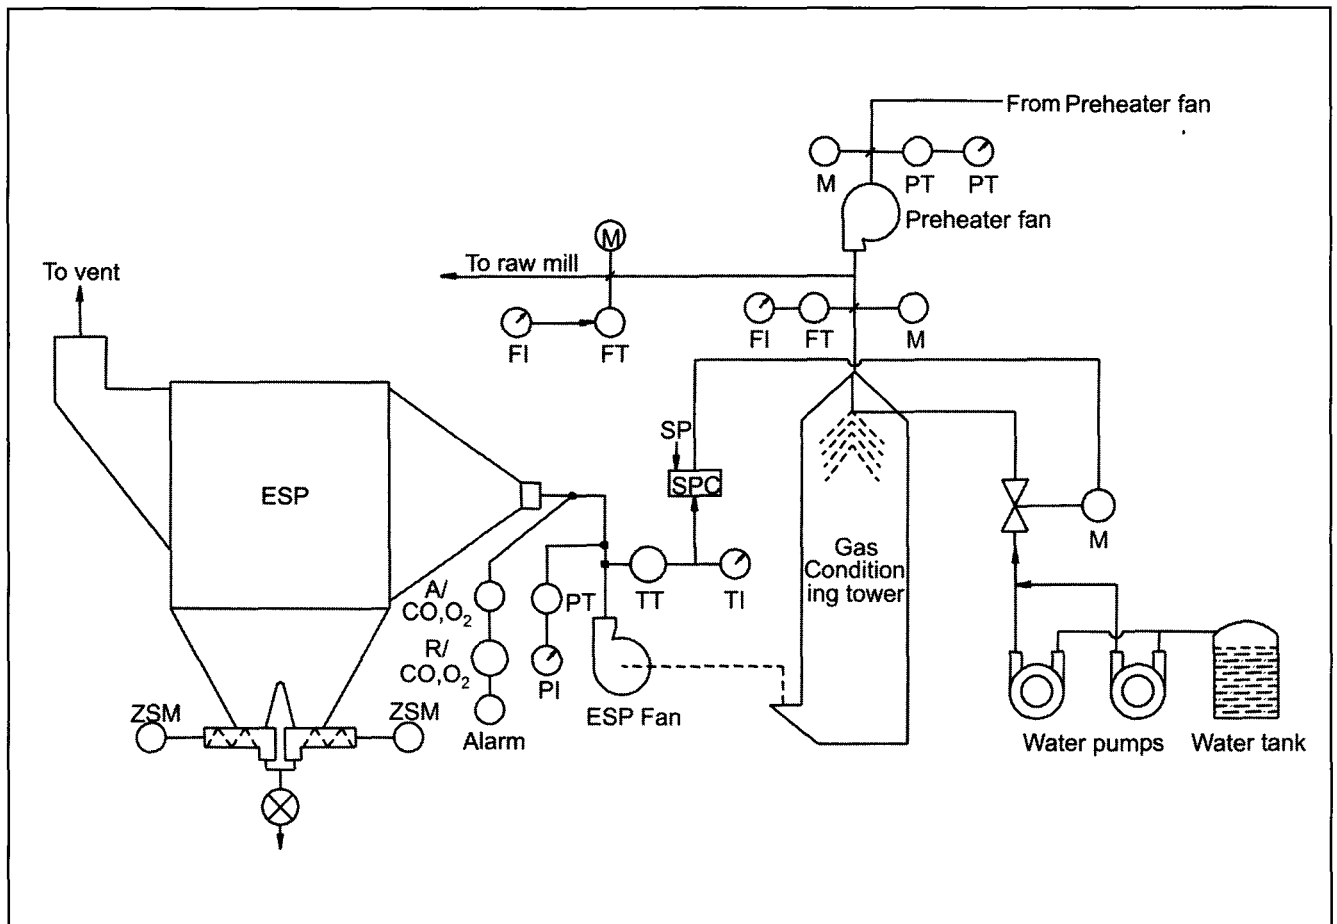 From Preheater fan
M
PT
PT
Preheater fan
M
To raw mill
To vent
FI
FT
FI
FT
M
SP
SPC
ESP
M
Gas
Condition
ing tower
A/
CO,O₂
PT
TT
TI
R/
CO,O₂
PI
ESP Fan
ZSM
ZSM
Alarm
Water pumps
Water tank